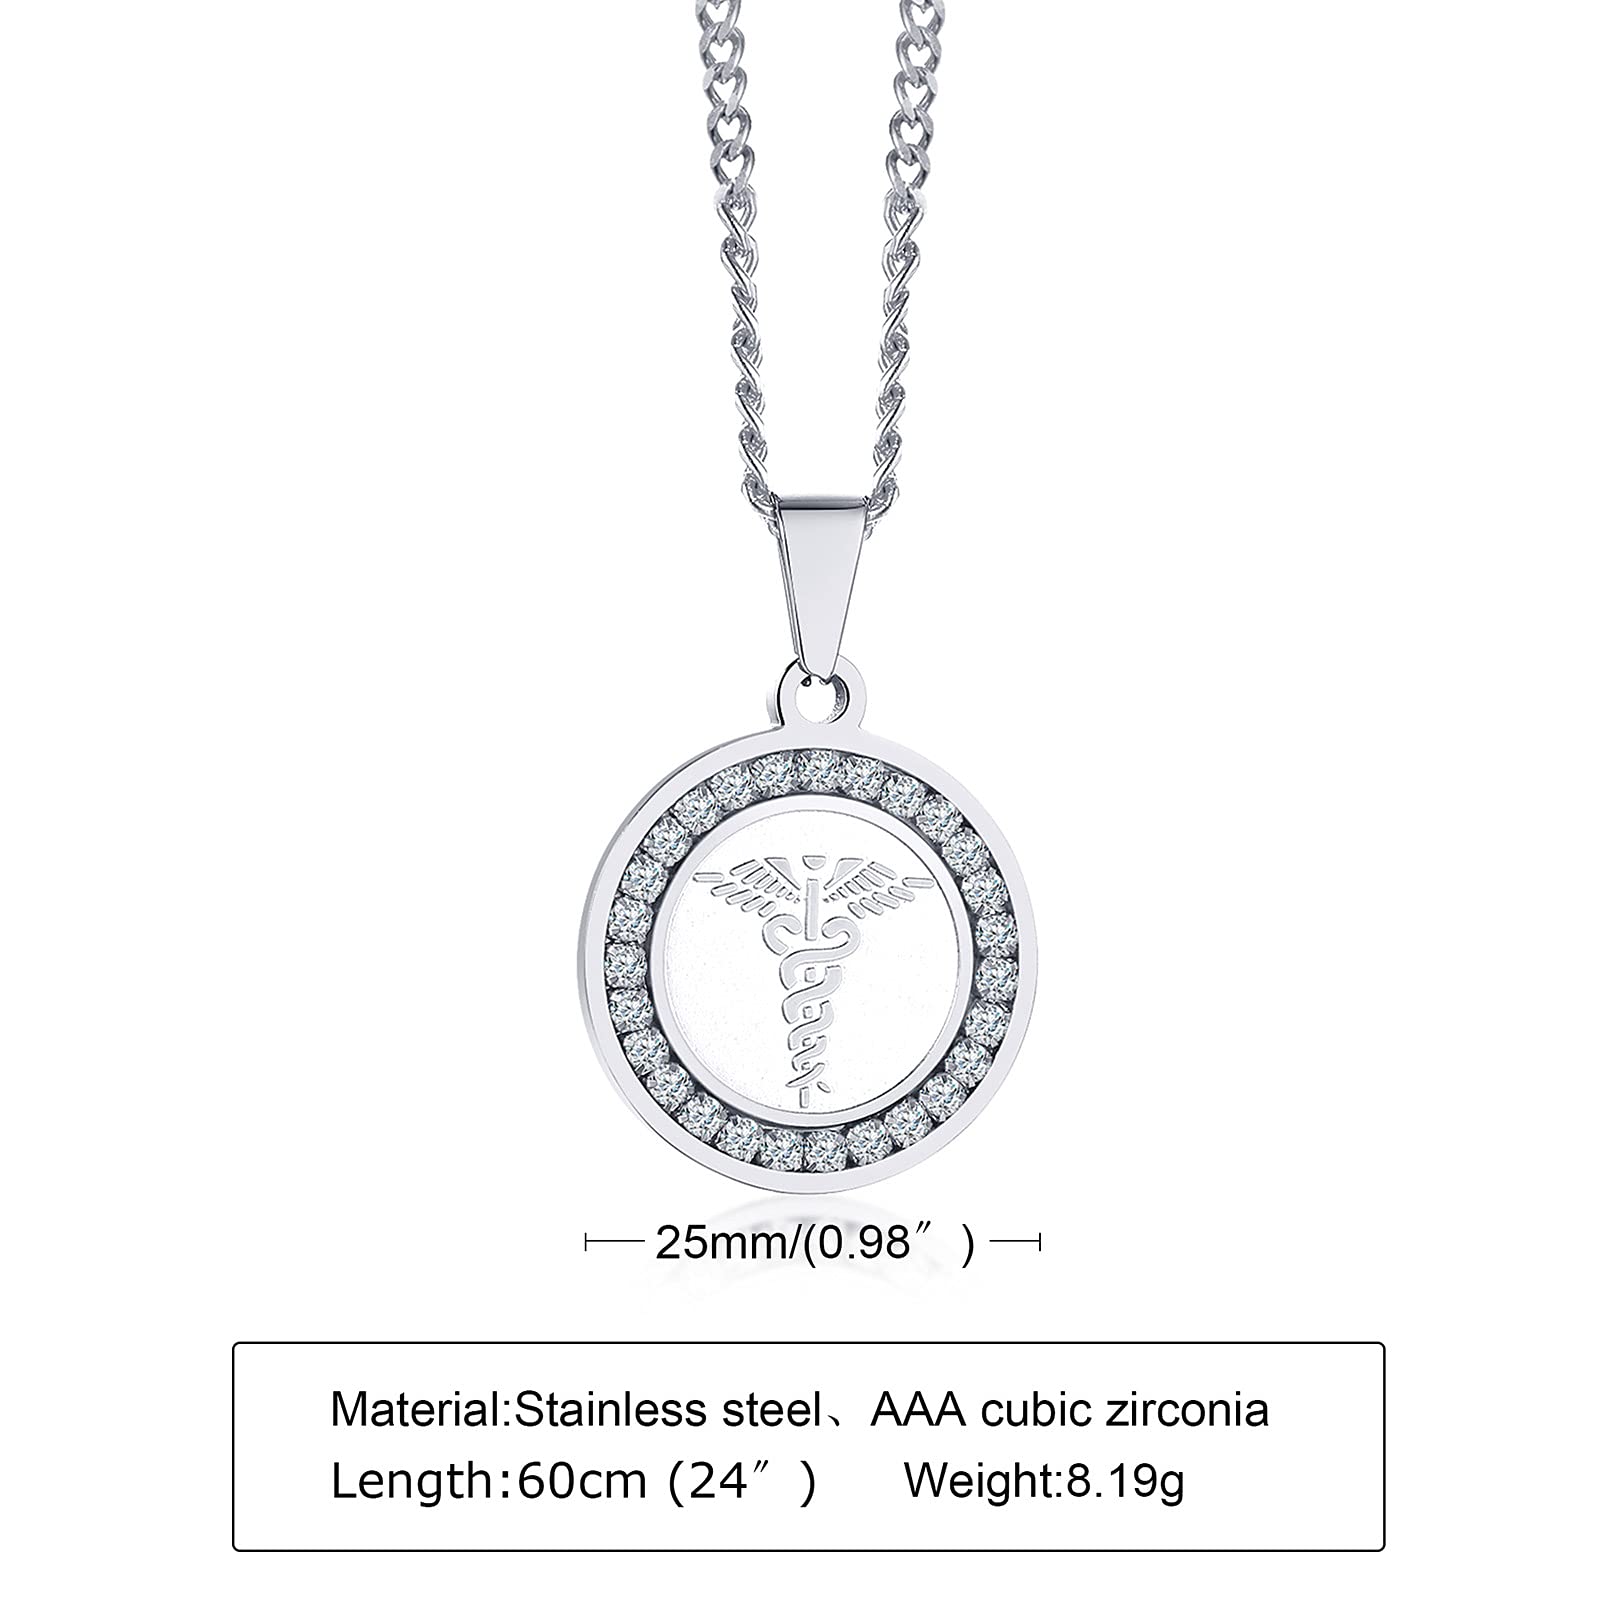 25mm/(0.98″ )
Material:Stainless steel、AAA cubic zirconia
Length:60cm (24″ ) Weight:8.19g